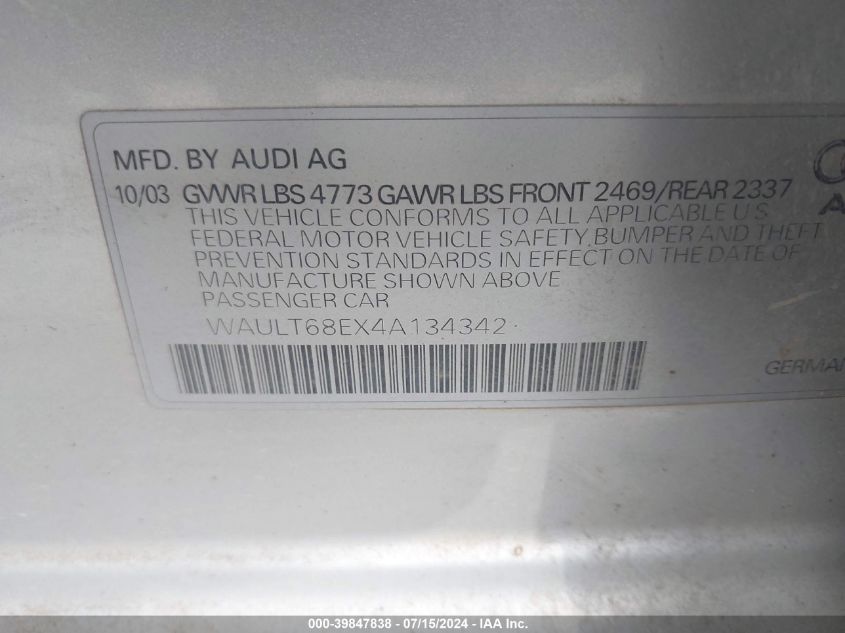 MFD. BY AUDI AG
10/03 GVWR LBS 4773 GAWR LBS FRONT 2469/REAR 2337
THIS VEHICLE CONFORMS TO ALL APPLICABLE U S
FEDERAL MOTOR VEHICLE SAFETY, BUMPER AND THEFT
PREVENTION STANDARDS IN EFFECT ON THE DATE OF
MANUFACTURE SHOWN ABOVE
PASSENGER CAR
WAULT68EX4A134342
GERMAN
000-39847838 - 07/15/2024 - IAA Inc.